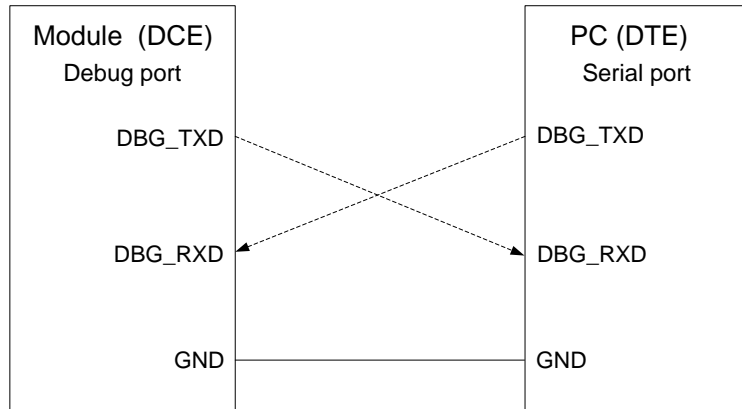 Module (DCE)
Debug port
DBG_TXD
DBG_RXD
GND
PC (DTE)
Serial port
DBG_TXD
DBG_RXD
GND